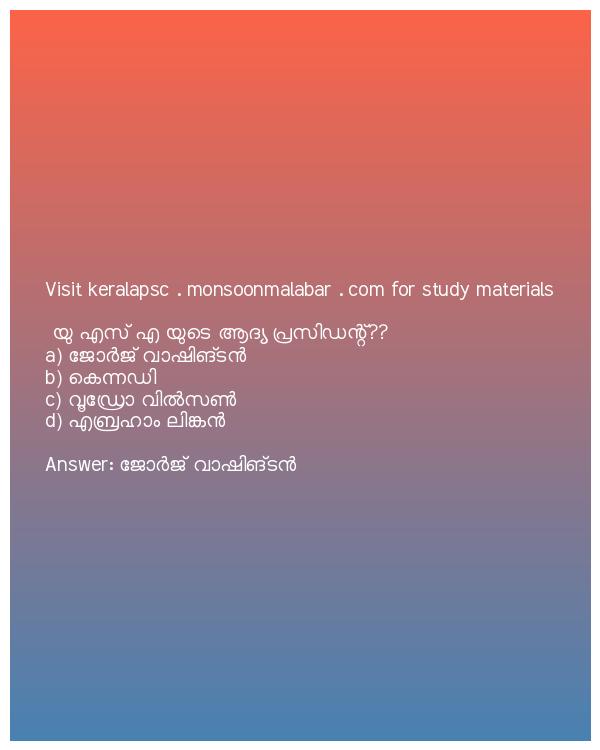 Visit keralapsc . monsoonmalabar . com for study materials
യു എസ് എ യുടെ ആദ്യ പ്രസിഡന്റ്??
a) ജോർജ് വാഷിങ്ടൻ
b) കെന്നഡി
c) വൂഡ്രോ വിൽസൺ
d) എബ്രഹാം ലിങ്കൻ
Answer: ജോർജ് വാഷിങ്ടൻ